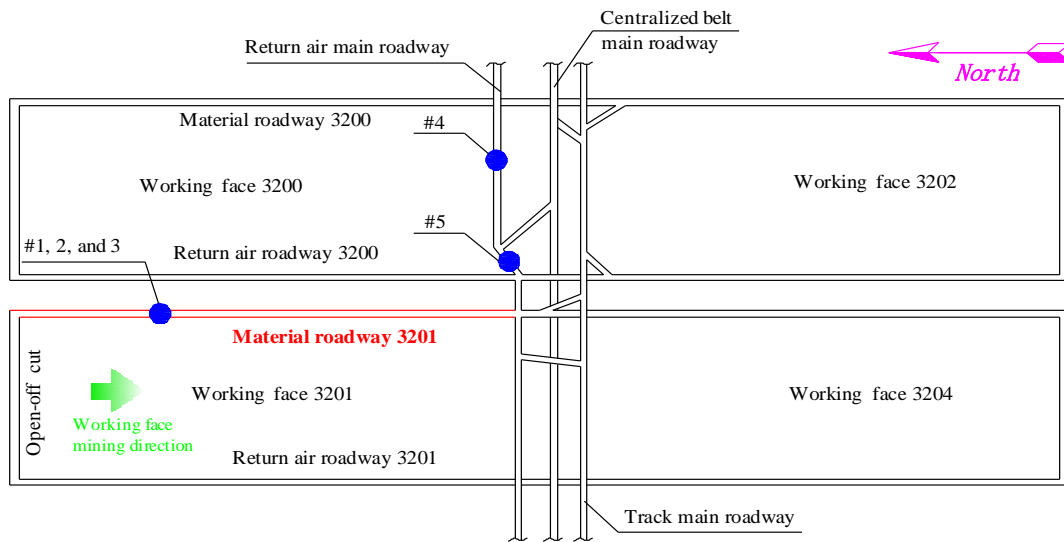 Centralized belt
main roadway
Return air main roadway
North
Material roadway 3200
#4
Working face 3200
Working face 3202
#5
#1, 2, and 3
Return air roadway 3200
Material roadway 3201
Open-off cut
Working face 3201
Working face 3204
Working face
mining direction
Return air roadway 3201
Track main roadway